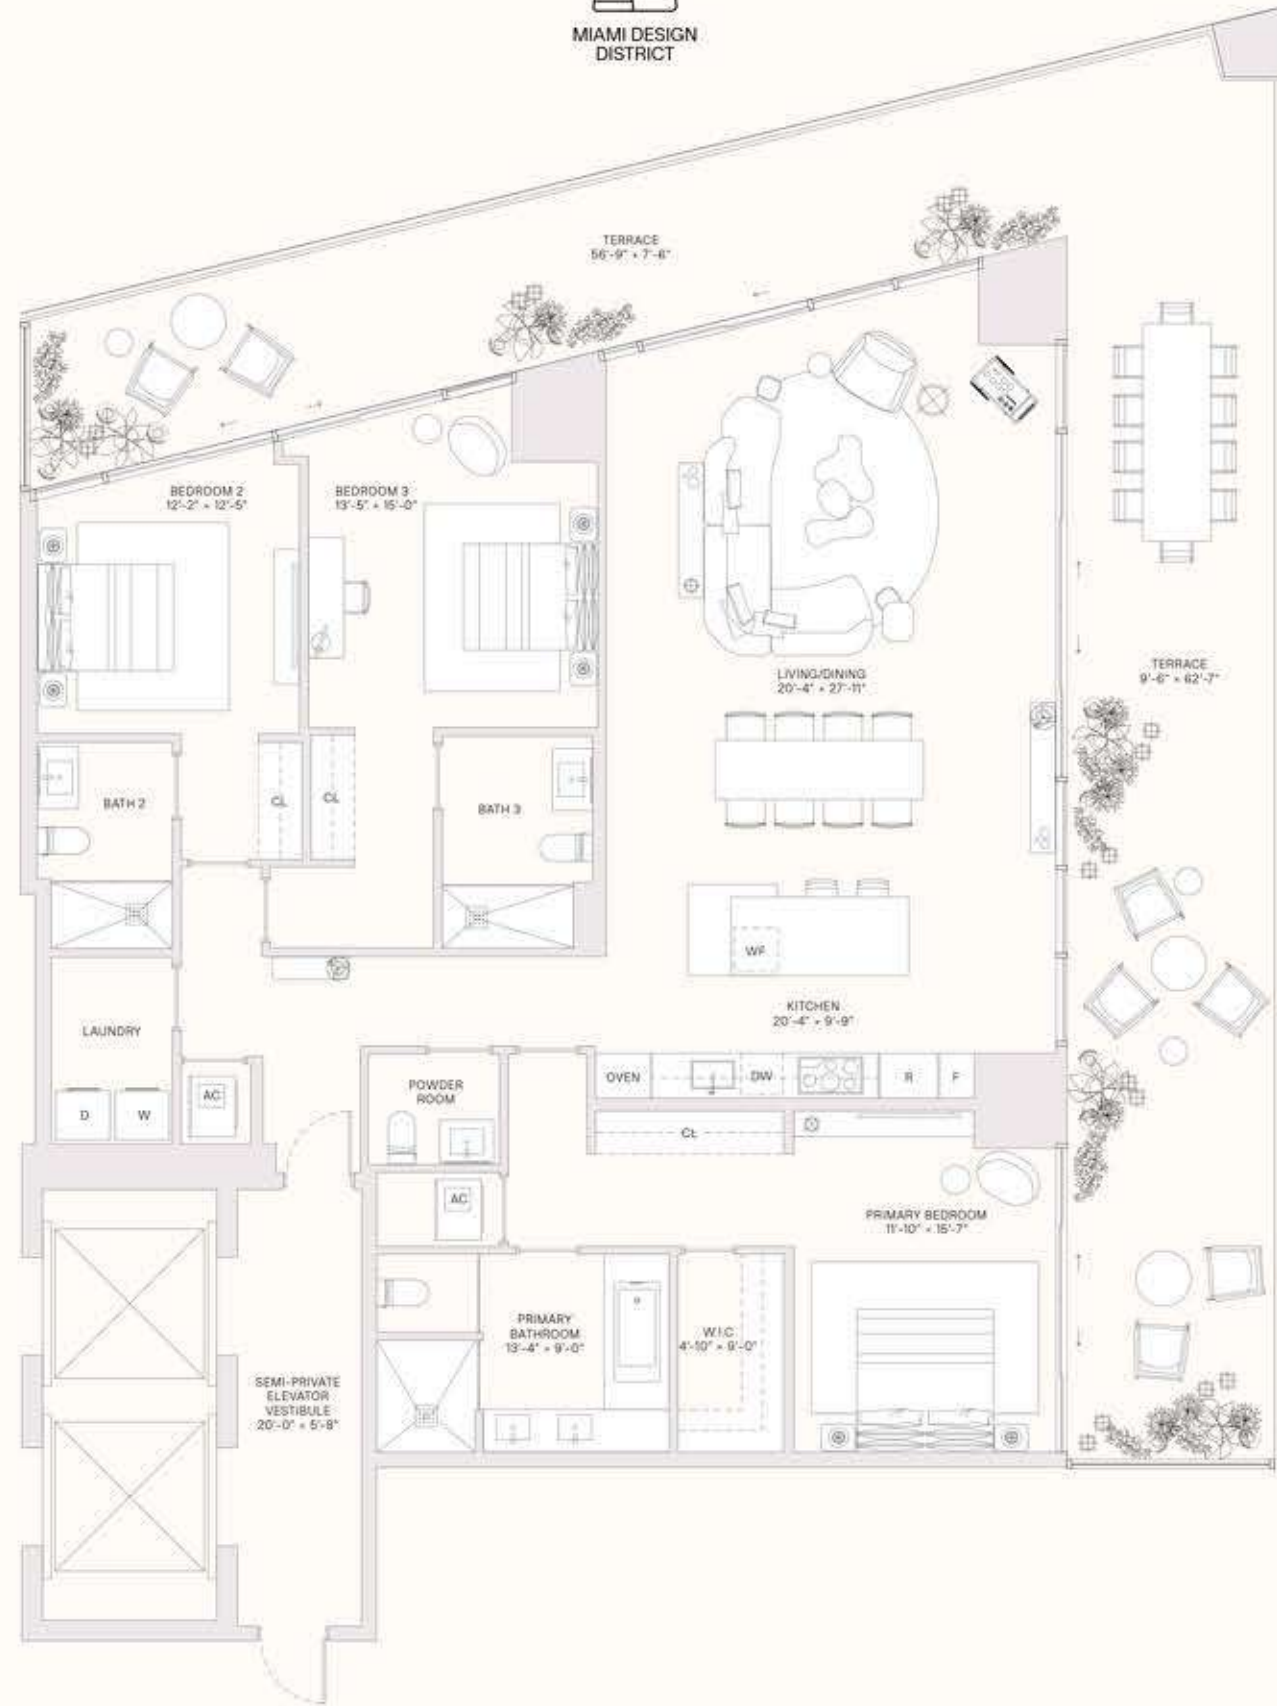 MIAMI DESIGN
DISTRICT
TERRACE
56'-9" × 7'-6"
BEDROOM 2
12'-2" × 12'-5"
BEDROOM 3
13'-5" × 15'-0"
LIVING/DINING
20'-4" × 27'-11"
TERRACE
9'-6" × 62'-7"
BATH 2
CL
CL
BATH 3
WF
KITCHEN
20'-4" × 9'-9"
LAUNDRY
D
W
AC
POWDER
ROOM
OVEN
DW
R
F
CL
AC
PRIMARY BEDROOM
11'-10" × 15'-7"
PRIMARY
BATHROOM
13'-4" × 9'-0"
W.I.C
4'-10" × 9'-0"
SEMI-PRIVATE
ELEVATOR
VESTIBULE
20'-0" × 5'-8"